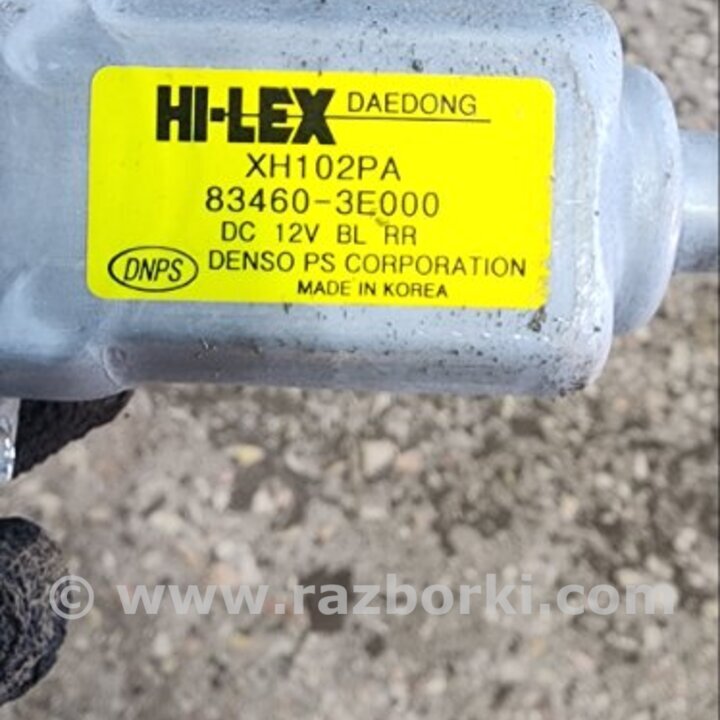 HI-LEX DAEDONG
XH102PA
83460-3E000
DC 12V BL RR
DNPS DENSO PS CORPORATION
MADE IN KOREA
© www.razborki.com